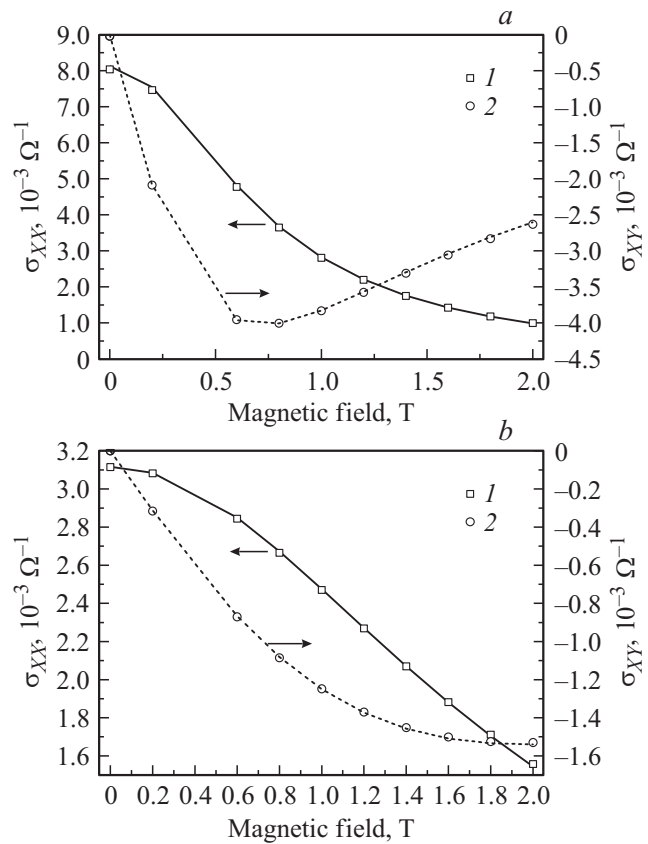 a
9.0 0
8.0 −0.5
7.0 −1.0
6.0 −1.5
5.0 −2.0
4.0 −2.5
3.0 −3.0
2.0 −3.5
1.0 −4.0
0 −4.5
1
2
σXX, 10−3 Ω−1
σXY, 10−3 Ω−1
0 0.5 1.0 1.5 2.0
Magnetic field, T
b
3.2 0
3.0 −0.2
2.8 −0.4
2.6 −0.6
2.4 −0.8
2.2 −1.0
2.0 −1.2
1.8 −1.4
1.6 −1.6
1
2
σXX, 10−3 Ω−1
σXY, 10−3 Ω−1
0 0.2 0.4 0.6 0.8 1.0 1.2 1.4 1.6 1.8 2.0
Magnetic field, T